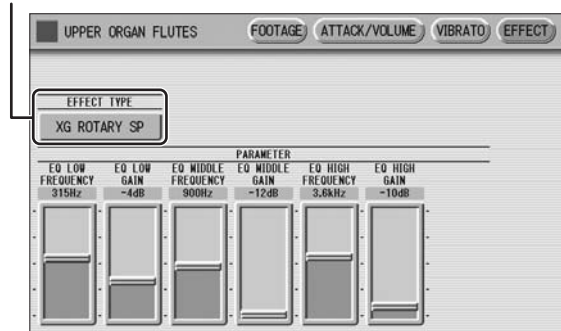 UPPER ORGAN FLUTES FOOTAGE ATTACK/VOLUME VIBRATO EFFECT
EFFECT TYPE
XG ROTARY SP
PARAMETER
EQ LOW EQ LOW EQ MIDDLE EQ MIDDLE EQ HIGH EQ HIGH
FREQUENCY GAIN FREQUENCY GAIN FREQUENCY GAIN
315Hz -4dB 900Hz -12dB 3.6kHz -10dB